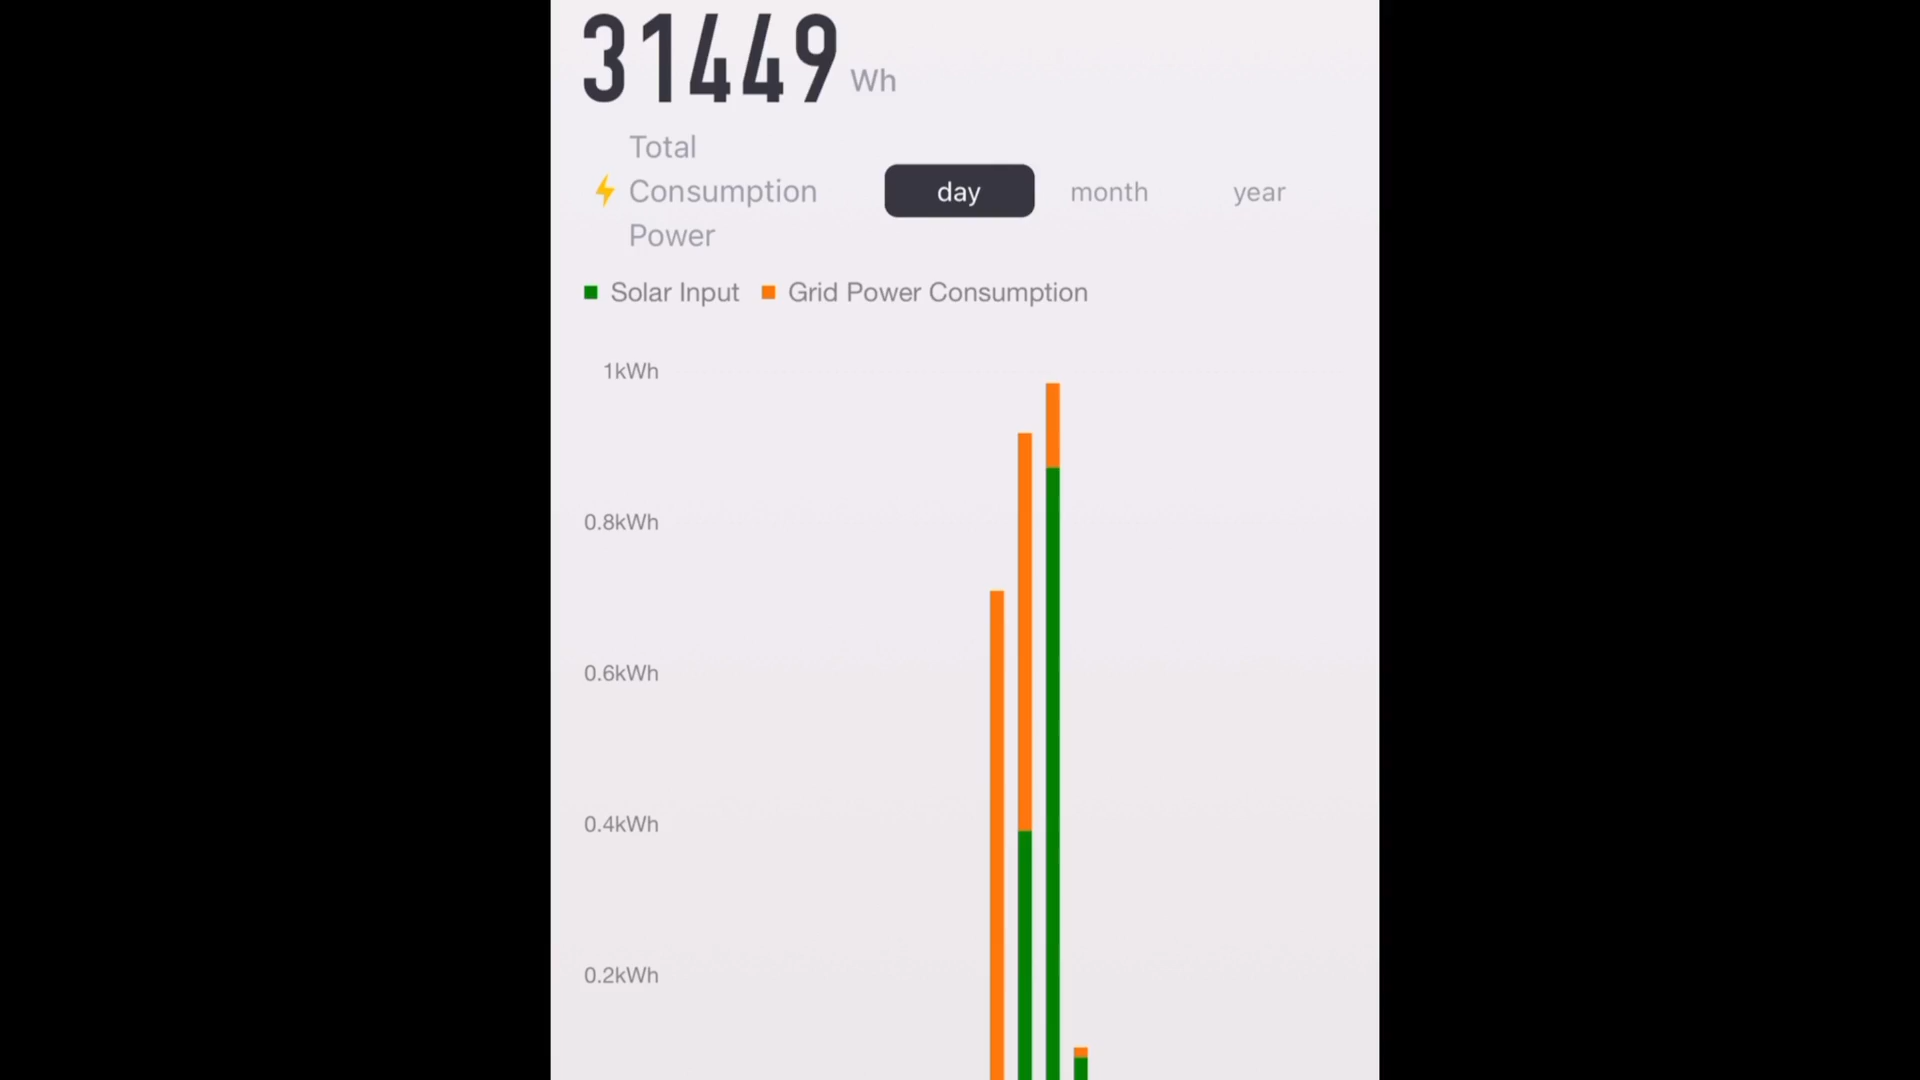 31449 Wh
Total
Consumption
Power
day month year
Solar Input Grid Power Consumption
1kWh
0.8kWh
0.6kWh
0.4kWh
0.2kWh